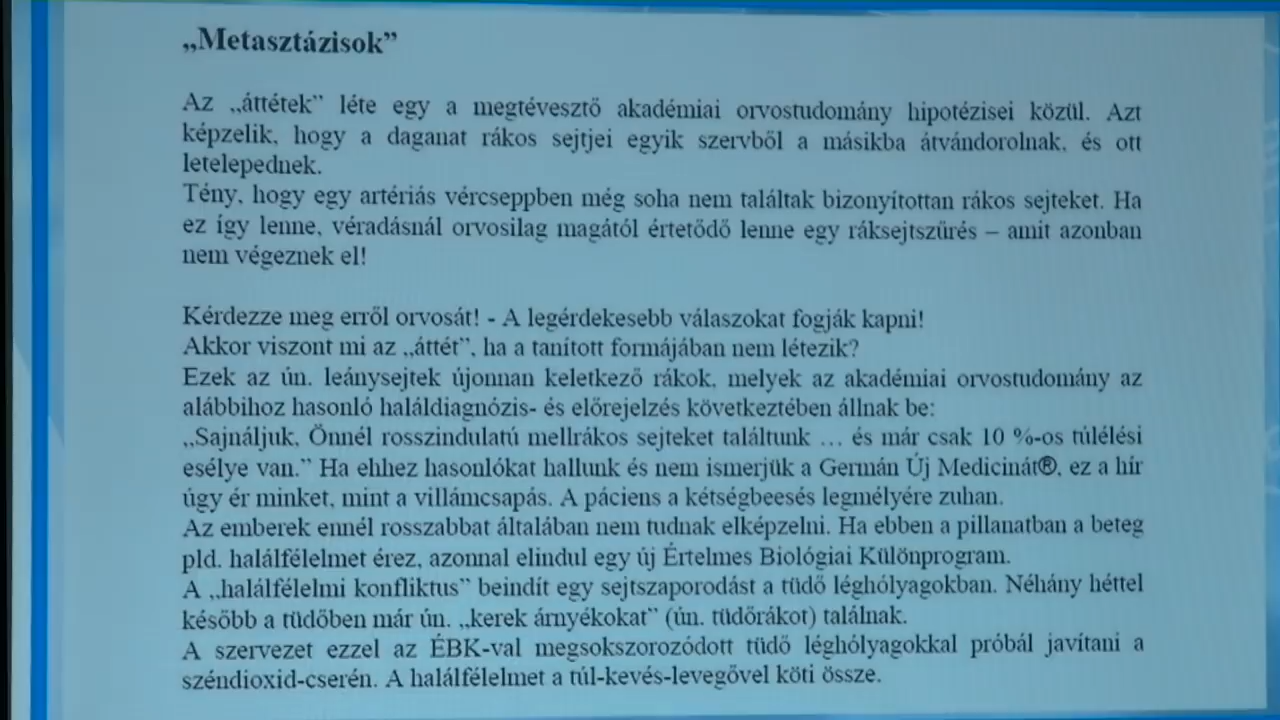 „Metasztázisok”
Az „áttétek” léte egy a megtévesztő akadémiai orvostudomány hipotézisei közül. Azt
képzelik, hogy a daganat rákos sejtjei egyik szervből a másikba átvándorolnak, és ott
letelepednek.
Tény, hogy egy artériás vércseppben még soha nem találtak bizonyítottan rákos sejteket. Ha
ez így lenne, véradásnál orvosilag magától értetődő lenne egy ráksejtszűrés – amit azonban
nem végeznek el!
Kérdezze meg erről orvosát! - A legérdekesebb válaszokat fogják kapni!
Akkor viszont mi az „áttét”, ha a tanított formájában nem létezik?
Ezek az ún. leánysejtek újonnan keletkező rákok, melyek az akadémiai orvostudomány az
alábbihoz hasonló haláldiagnózis- és előrejelzés következtében állnak be:
„Sajnáljuk, Önnél rosszindulatú mellrákos sejteket találtunk … és már csak 10 %-os túlélési
esélye van.” Ha ehhez hasonlókat hallunk és nem ismerjük a Germán Új Medicinát®, ez a hír
úgy ér minket, mint a villámcsapás. A páciens a kétségbeesés legmélyére zuhan.
Az emberek ennél rosszabbat általában nem tudnak elképzelni. Ha ebben a pillanatban a beteg
pld. halálfélelmet érez, azonnal elindul egy új Értelmes Biológiai Különprogram.
A „halálfélelmi konfliktus” beindít egy sejtszaporodást a tüdő léghólyagokban. Néhány héttel
később a tüdőben már ún. „kerek árnyékokat” (ún. tüdőrákot) találnak.
A szervezet ezzel az ÉBK-val megsokszorozódott tüdő léghólyagokkal próbál javítani a
széndioxid-cserén. A halálfélelmet a túl-kevés-levegővel köti össze.